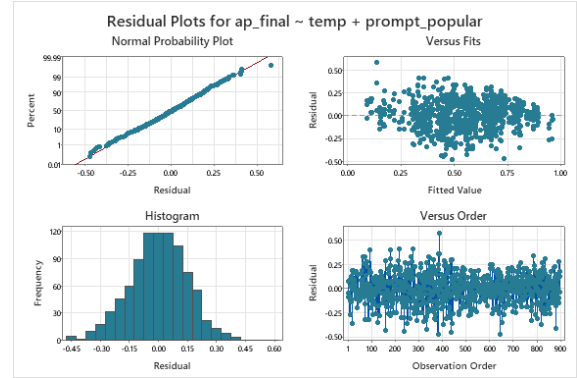 Residual Plots for ap_final ~ temp + prompt_popular
Normal Probability Plot
Versus Fits
99.99
99
90
50
10
1
0.01
Percent
-0.50 -0.25 0.00 0.25 0.50
Residual
0.50
0.25
0.00
-0.25
-0.50
Residual
0.00 0.25 0.50 0.75 1.00
Fitted Value
Histogram
Versus Order
120
90
60
30
0
Frequency
-0.45 -0.30 -0.15 0.00 0.15 0.30 0.45 0.60
Residual
0.50
0.25
0.00
-0.25
-0.50
Residual
1 100 200 300 400 500 600 700 800 900
Observation Order